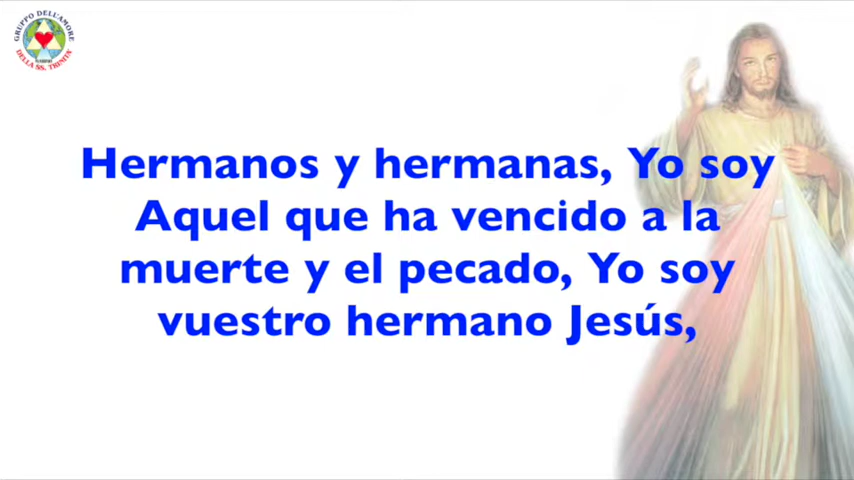 GRUPPO DELL'AMORE
DELLA SS. TRINITÀ
Hermanos y hermanas, Yo soy
Aquel que ha vencido a la
muerte y el pecado, Yo soy
vuestro hermano Jesús,